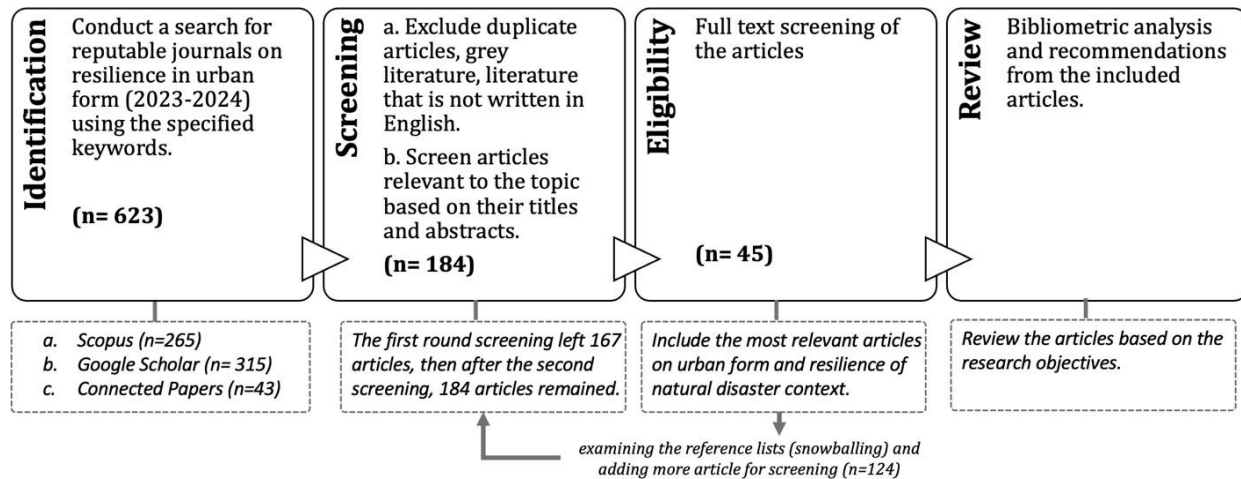 Identification
Conduct a search for
reputable journals on
resilience in urban
form (2023-2024)
using the specified
keywords.
(n= 623)
Screening
a. Exclude duplicate
articles, grey
literature, literature
that is not written in
English.
b. Screen articles
relevant to the topic
based on their titles
and abstracts.
(n= 184)
Eligibility
Full text screening of
the articles
(n= 45)
Review
Bibliometric analysis
and recommendations
from the included
articles.
a. Scopus (n=265)
b. Google Scholar (n= 315)
c. Connected Papers (n=43)
The first round screening left 167
articles, then after the second
screening, 184 articles remained.
Include the most relevant articles
on urban form and resilience of
natural disaster context.
Review the articles based on the
research objectives.
examining the reference lists (snowballing) and
adding more article for screening (n=124)